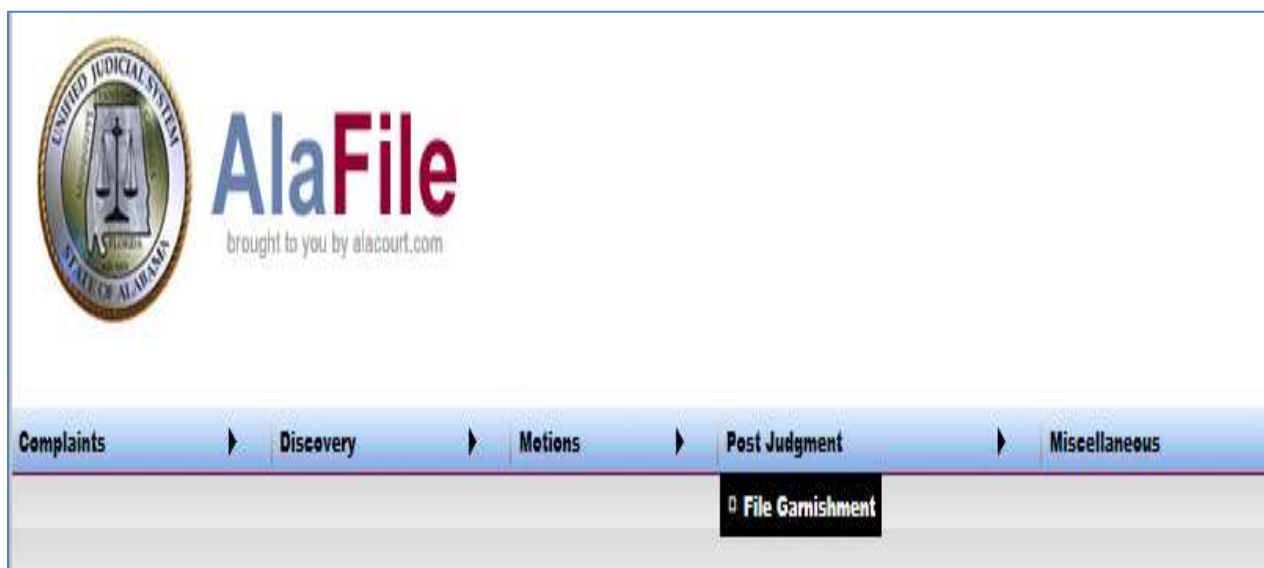 UNIFIED JUDICIAL SYSTEM
STATE OF ALABAMA
AlaFile
brought to you by alacourt.com
Complaints
Discovery
Motions
Post Judgment
Miscellaneous
File Garnishment